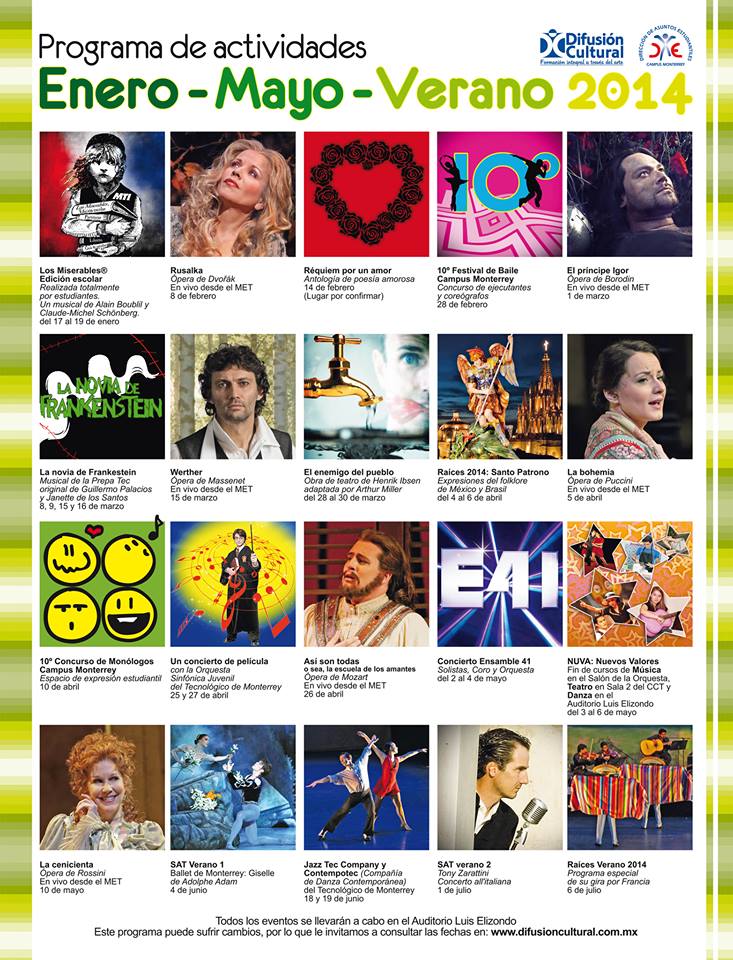 Programa de actividades
Enero - Mayo - Verano 2014
Difusión
Cultural
Formación integral a través del arte
DIRECCIÓN DE ASUNTOS ESTUDIANTILES
CAMPUS MONTERREY
MTI
Los Miserables®
Edición escolar
Realizada totalmente
por estudiantes.
Un musical de Alain Boublil y
Claude-Michel Schönberg.
del 17 al 19 de enero
Rusalka
Ópera de Dvořák
En vivo desde el MET
8 de febrero
Réquiem por un amor
Antología de poesía amorosa
14 de febrero
(Lugar por confirmar)
10º
10º Festival de Baile
Campus Monterrey
Concurso de ejecutantes
y coreógrafos
28 de febrero
El príncipe Igor
Ópera de Borodin
En vivo desde el MET
1 de marzo
LA NOVIA DE
FRANKENSTEIN
La novia de Frankestein
Musical de la Prepa Tec
original de Guillermo Palacios
y Janette de los Santos
8, 9, 15 y 16 de marzo
Werther
Ópera de Massenet
En vivo desde el MET
15 de marzo
El enemigo del pueblo
Obra de teatro de Henrik Ibsen
adaptada por Arthur Miller
del 28 al 30 de marzo
Raíces 2014: Santo Patrono
Expresiones del folklore
de México y Brasil
del 4 al 6 de abril
La bohemia
Ópera de Puccini
En vivo desde el MET
5 de abril
10º Concurso de Monólogos
Campus Monterrey
Espacio de expresión estudiantil
10 de abril
Un concierto de película
con la Orquesta
Sinfónica Juvenil
del Tecnológico de Monterrey
25 y 27 de abril
Así son todas
o sea, la escuela de los amantes
Ópera de Mozart
En vivo desde el MET
26 de abril
E41
Concierto Ensamble 41
Solistas, Coro y Orquesta
del 2 al 4 de mayo
NUVA: Nuevos Valores
Fin de cursos de Música
en el Salón de la Orquesta,
Teatro en Sala 2 del CCT y
Danza en el
Auditorio Luis Elizondo
del 3 al 6 de mayo
La cenicienta
Ópera de Rossini
En vivo desde el MET
10 de mayo
SAT Verano 1
Ballet de Monterrey: Giselle
de Adolphe Adam
4 de junio
Jazz Tec Company y
Contempotec (Compañía
de Danza Contemporánea)
del Tecnológico de Monterrey
18 y 19 de junio
SAT verano 2
Tony Zarattini
Concerto all'italiana
1 de julio
Raíces Verano 2014
Programa especial
de su gira por Francia
6 de julio
Todos los eventos se llevarán a cabo en el Auditorio Luis Elizondo
Este programa puede sufrir cambios, por lo que le invitamos a consultar las fechas en: www.difusioncultural.com.mx